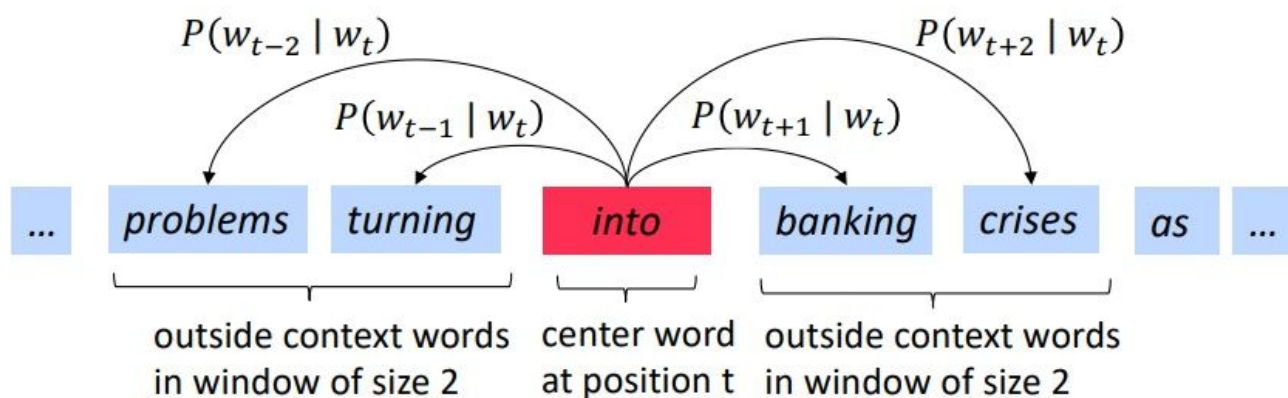 P(w_{t−2} | w_t)
P(w_{t+2} | w_t)
P(w_{t−1} | w_t)
P(w_{t+1} | w_t)
... problems turning into banking crises as ...
outside context words
in window of size 2
center word
at position t
outside context words
in window of size 2